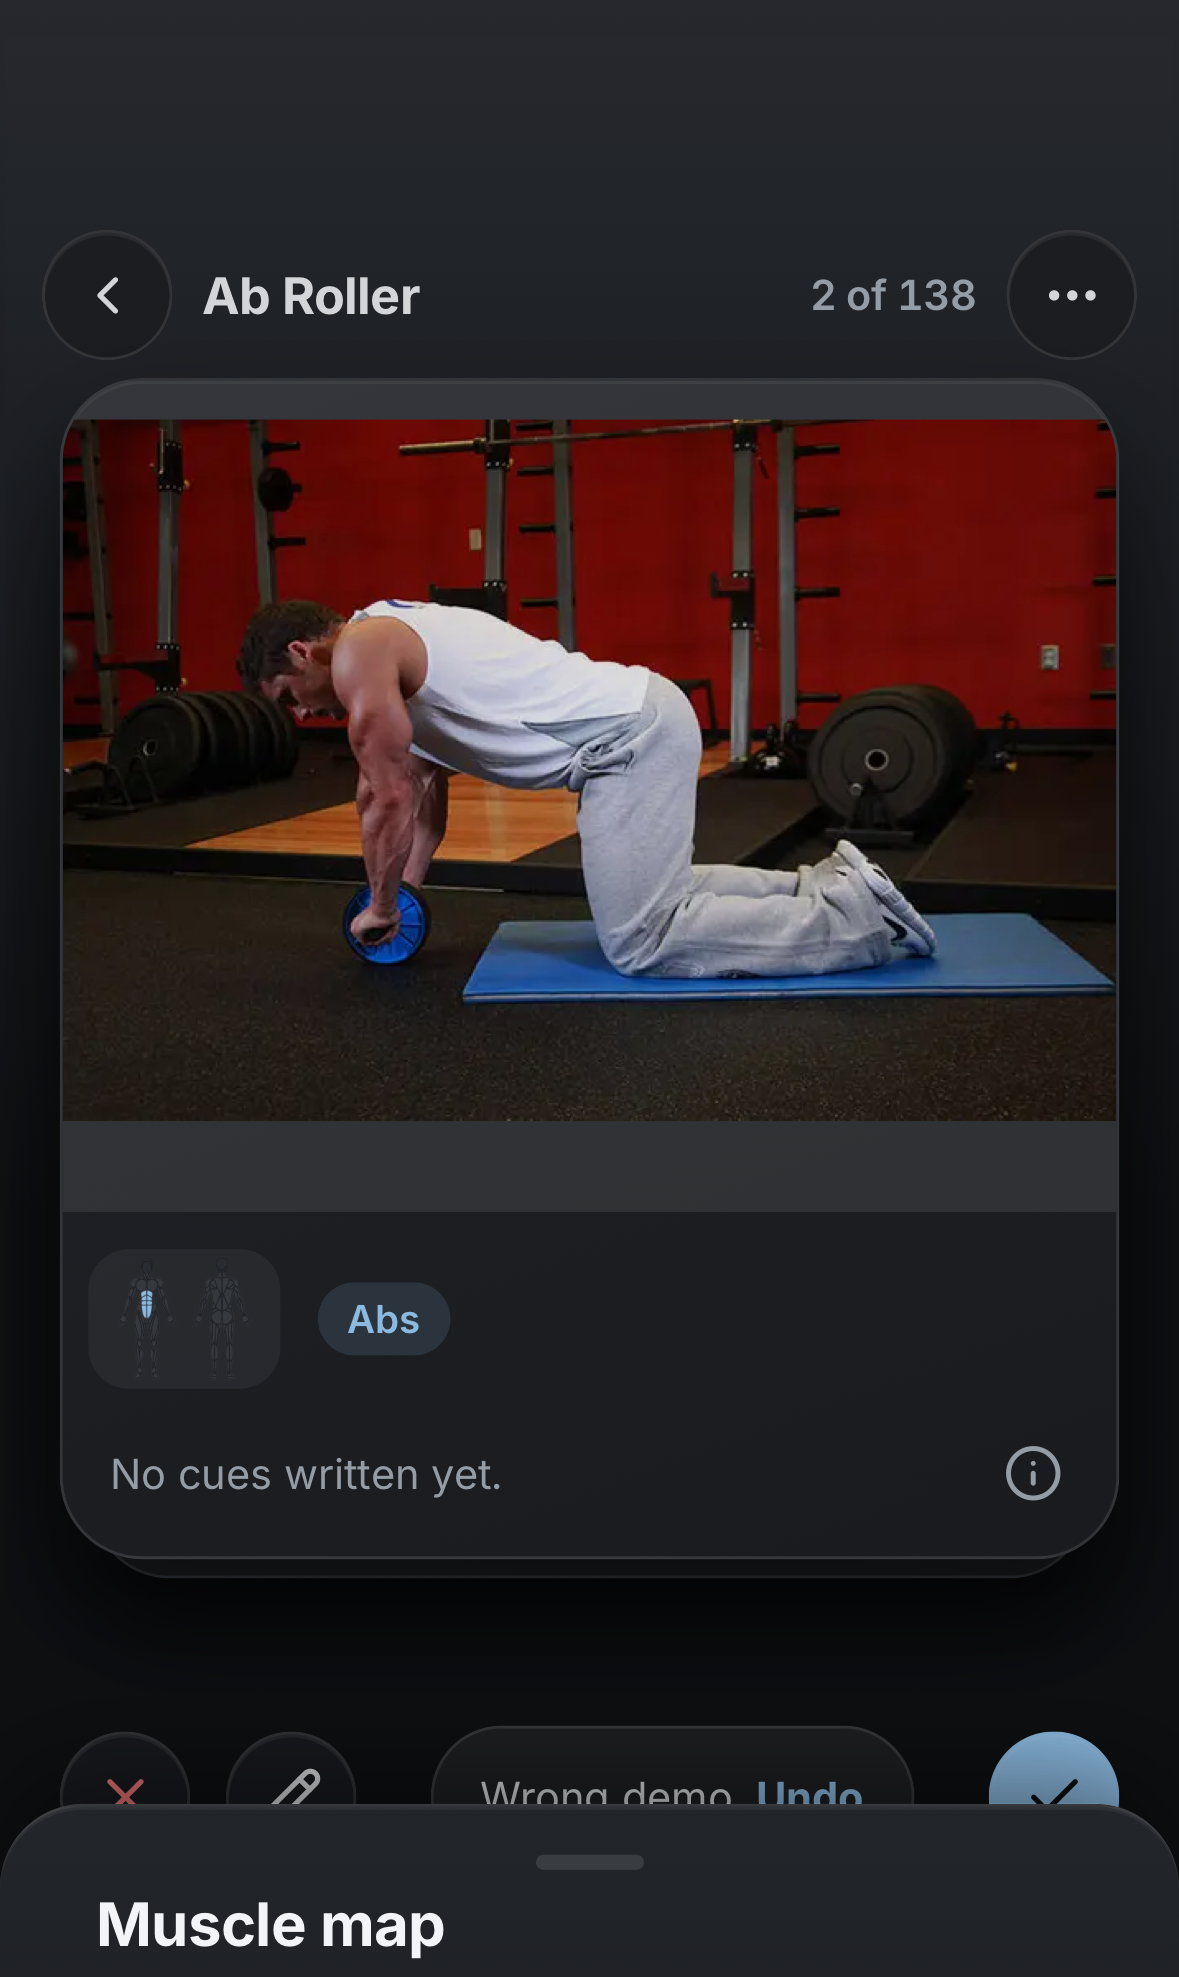 Ab Roller
2 of 138
Abs
No cues written yet.
Wrong demo Undo
Muscle map